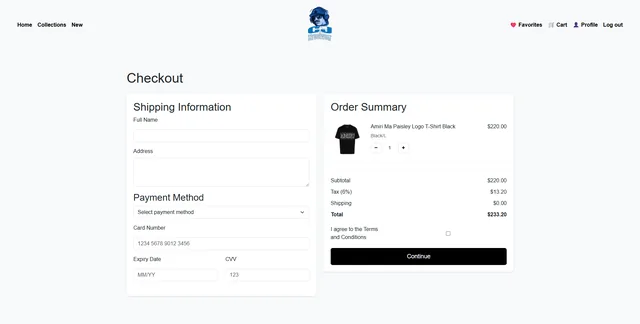 Home Collections New
Favorites Cart Profile Log out
Checkout
Shipping Information
Full Name
Address
Payment Method
Select payment method
Card Number
1234 5678 9012 3456
Expiry Date CVV
MM/YY 123
Order Summary
Amiri Ma Paisley Logo T-Shirt Black $220.00
Black/L
− 1 +
Subtotal $220.00
Tax (6%) $13.20
Shipping $0.00
Total $233.20
I agree to the Terms
and Conditions
Continue